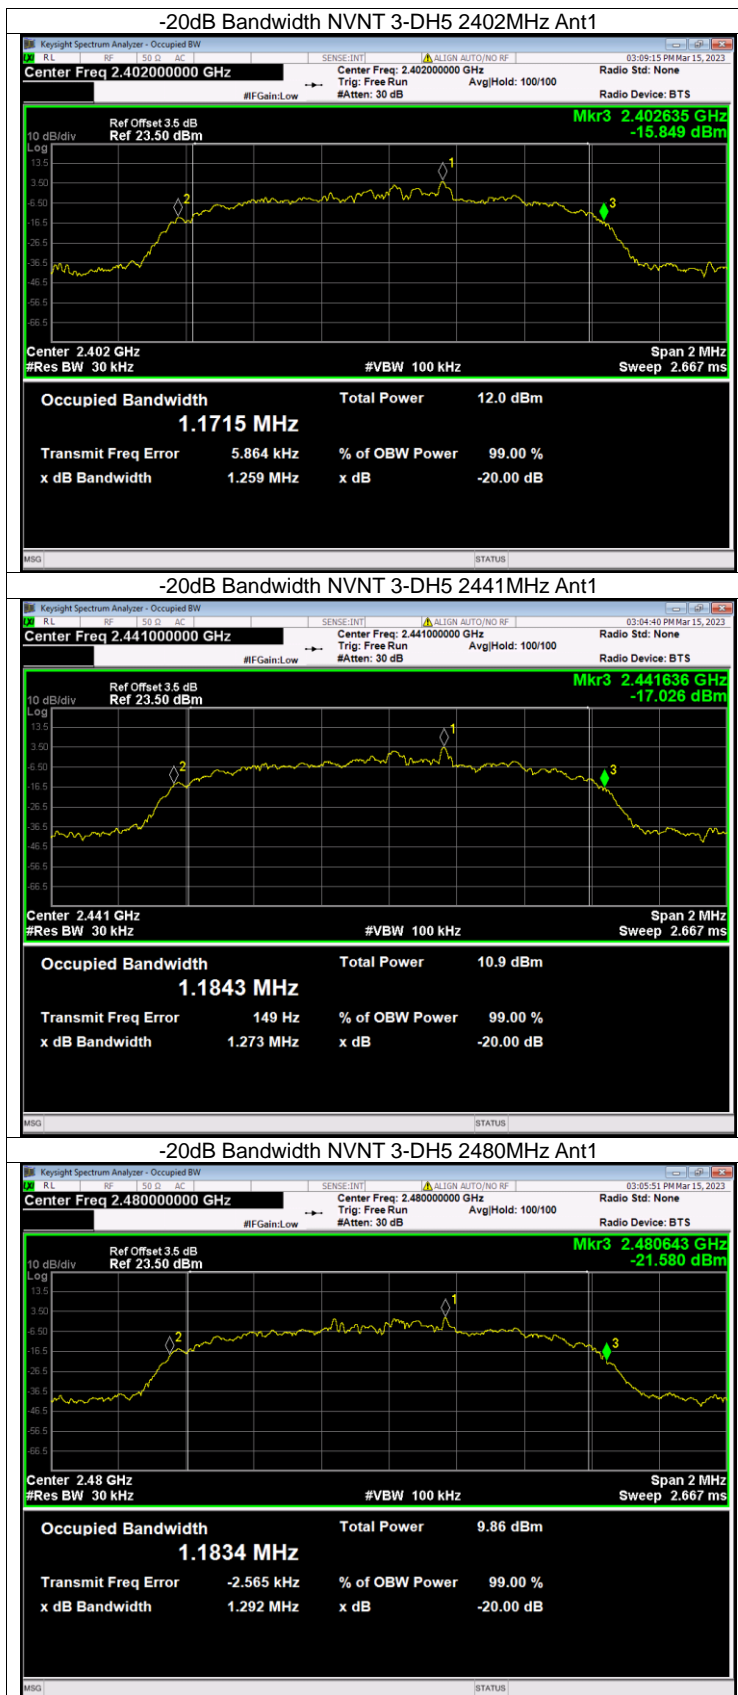 -20dB Bandwidth NVNT 3-DH5 2402MHz Ant1
Keysight Spectrum Analyzer - Occupied BW
RL RF 50 Ω AC SENSE:INT ALIGN AUTO/NO RF 03:09:15 PM Mar 15, 2023
Center Freq 2.402000000 GHz Center Freq: 2.402000000 GHz Radio Std: None
Trig: Free Run Avg|Hold: 100/100
#IFGain:Low #Atten: 30 dB Radio Device: BTS
Mkr3 2.402635 GHz
Ref Offset 3.5 dB
10 dB/div Ref 23.50 dBm -15.849 dBm
Log
13.5
1
3.50
2
-6.50
3
-16.5
-26.5
-36.5
-46.5
-56.5
-66.5
Center 2.402 GHz Span 2 MHz
#Res BW 30 kHz #VBW 100 kHz Sweep 2.667 ms
Occupied Bandwidth Total Power 12.0 dBm
1.1715 MHz
Transmit Freq Error 5.864 kHz % of OBW Power 99.00 %
x dB Bandwidth 1.259 MHz x dB -20.00 dB
MSG STATUS
-20dB Bandwidth NVNT 3-DH5 2441MHz Ant1
Keysight Spectrum Analyzer - Occupied BW
RL RF 50 Ω AC SENSE:INT ALIGN AUTO/NO RF 03:04:40 PM Mar 15, 2023
Center Freq 2.441000000 GHz Center Freq: 2.441000000 GHz Radio Std: None
Trig: Free Run Avg|Hold: 100/100
#IFGain:Low #Atten: 30 dB Radio Device: BTS
Mkr3 2.441636 GHz
Ref Offset 3.5 dB
10 dB/div Ref 23.50 dBm -17.026 dBm
Log
13.5
1
3.50
2
-6.50
3
-16.5
-26.5
-36.5
-46.5
-56.5
-66.5
Center 2.441 GHz Span 2 MHz
#Res BW 30 kHz #VBW 100 kHz Sweep 2.667 ms
Occupied Bandwidth Total Power 10.9 dBm
1.1843 MHz
Transmit Freq Error 149 Hz % of OBW Power 99.00 %
x dB Bandwidth 1.273 MHz x dB -20.00 dB
MSG STATUS
-20dB Bandwidth NVNT 3-DH5 2480MHz Ant1
Keysight Spectrum Analyzer - Occupied BW
RL RF 50 Ω AC SENSE:INT ALIGN AUTO/NO RF 03:05:51 PM Mar 15, 2023
Center Freq 2.480000000 GHz Center Freq: 2.480000000 GHz Radio Std: None
Trig: Free Run Avg|Hold: 100/100
#IFGain:Low #Atten: 30 dB Radio Device: BTS
Mkr3 2.480643 GHz
Ref Offset 3.5 dB
10 dB/div Ref 23.50 dBm -21.580 dBm
Log
13.5
1
3.50
-6.50
2
3
-16.5
-26.5
-36.5
-46.5
-56.5
-66.5
Center 2.48 GHz Span 2 MHz
#Res BW 30 kHz #VBW 100 kHz Sweep 2.667 ms
Occupied Bandwidth Total Power 9.86 dBm
1.1834 MHz
Transmit Freq Error -2.565 kHz % of OBW Power 99.00 %
x dB Bandwidth 1.292 MHz x dB -20.00 dB
MSG STATUS